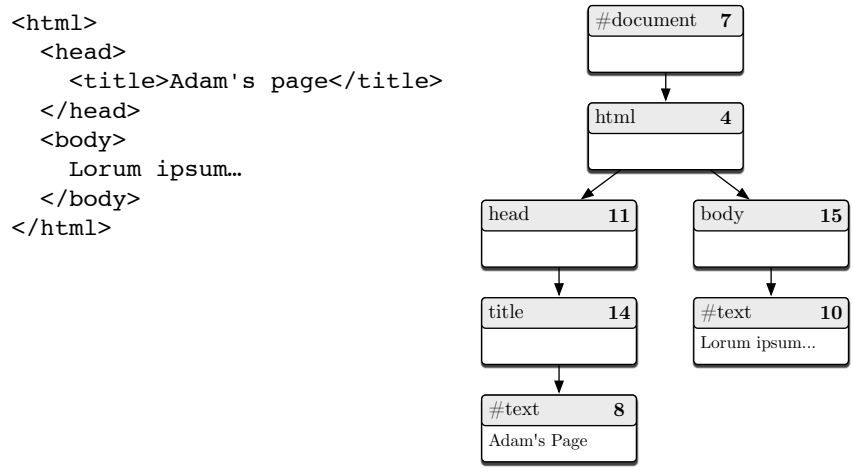 <html>
<head>
<title>Adam's page</title>
</head>
<body>
Lorum ipsum…
</body>
</html>
#document 7
html 4
head 11
body 15
title 14
#text 10
Lorum ipsum...
#text 8
Adam's Page